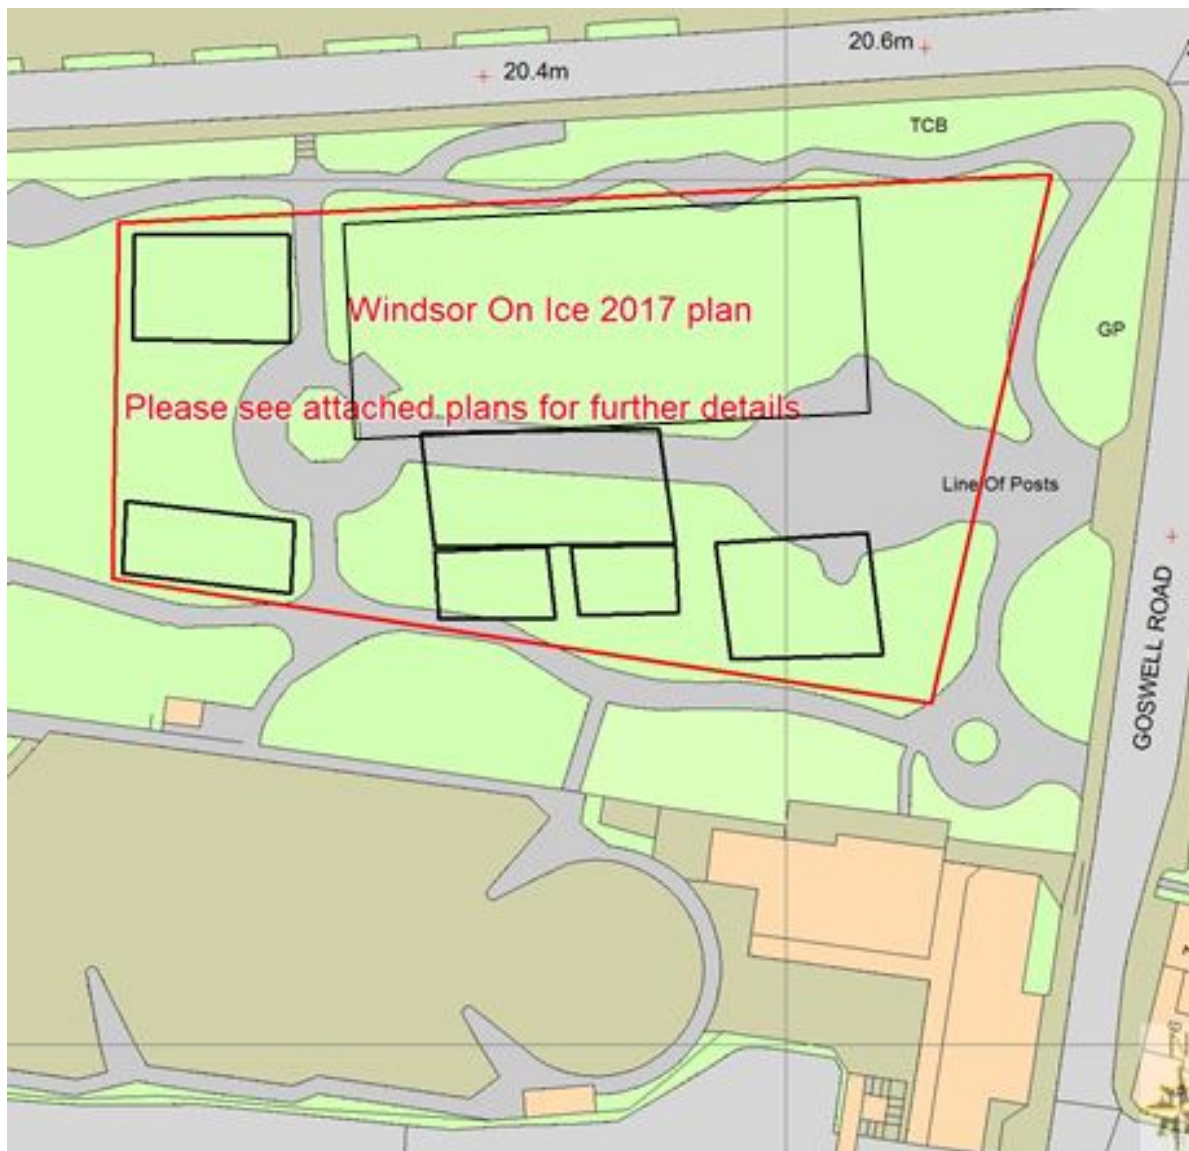 20.6m
20.4m
TCB
Windsor On Ice 2017 plan
GP
Please see attached plans for further details
Line Of Posts
GOSWELL ROAD